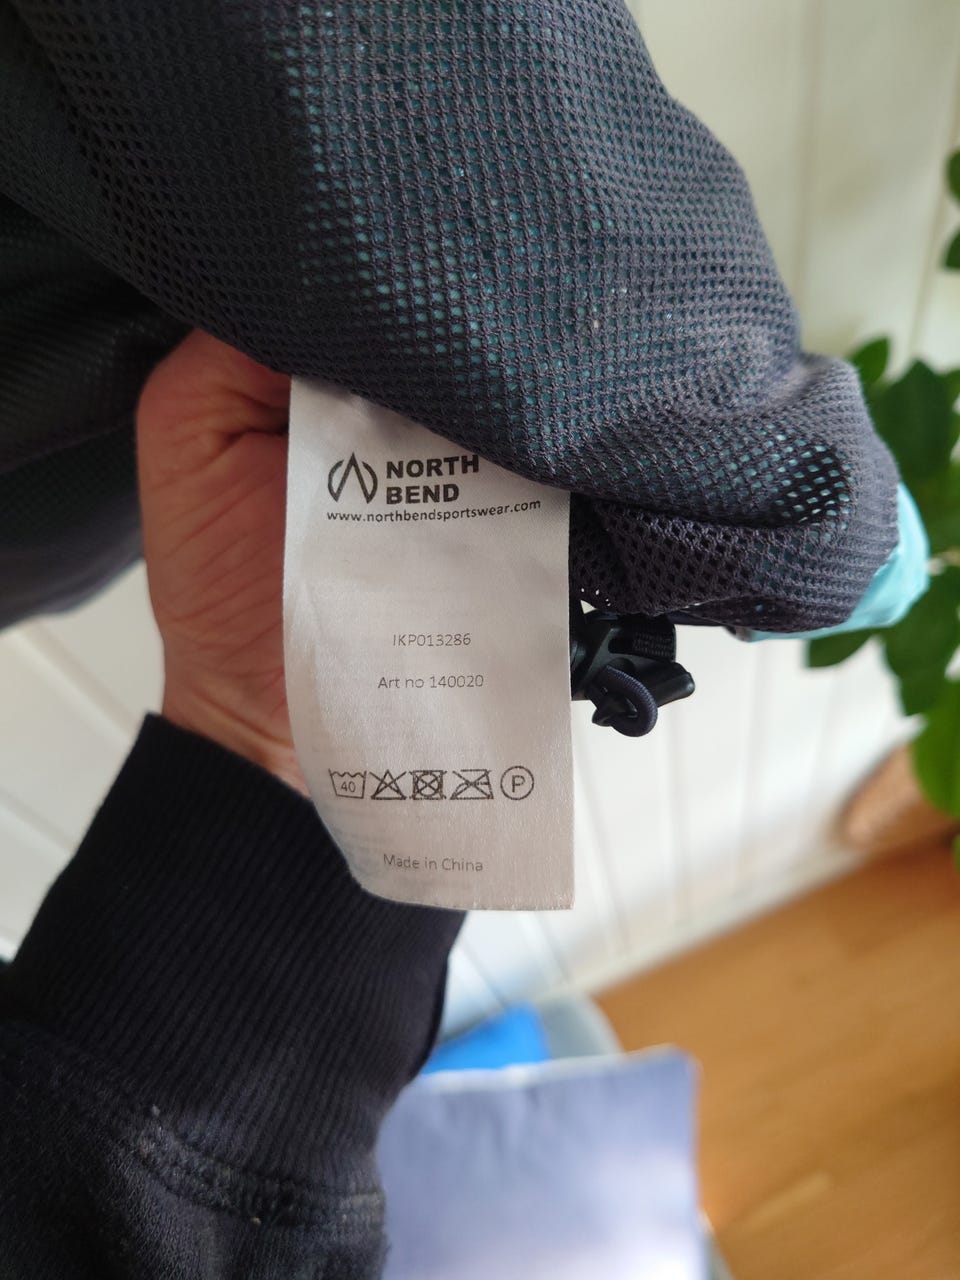 NORTH
BEND
www.northbendsportswear.com
IKP013286
Art no 140020
40
P
Made in China